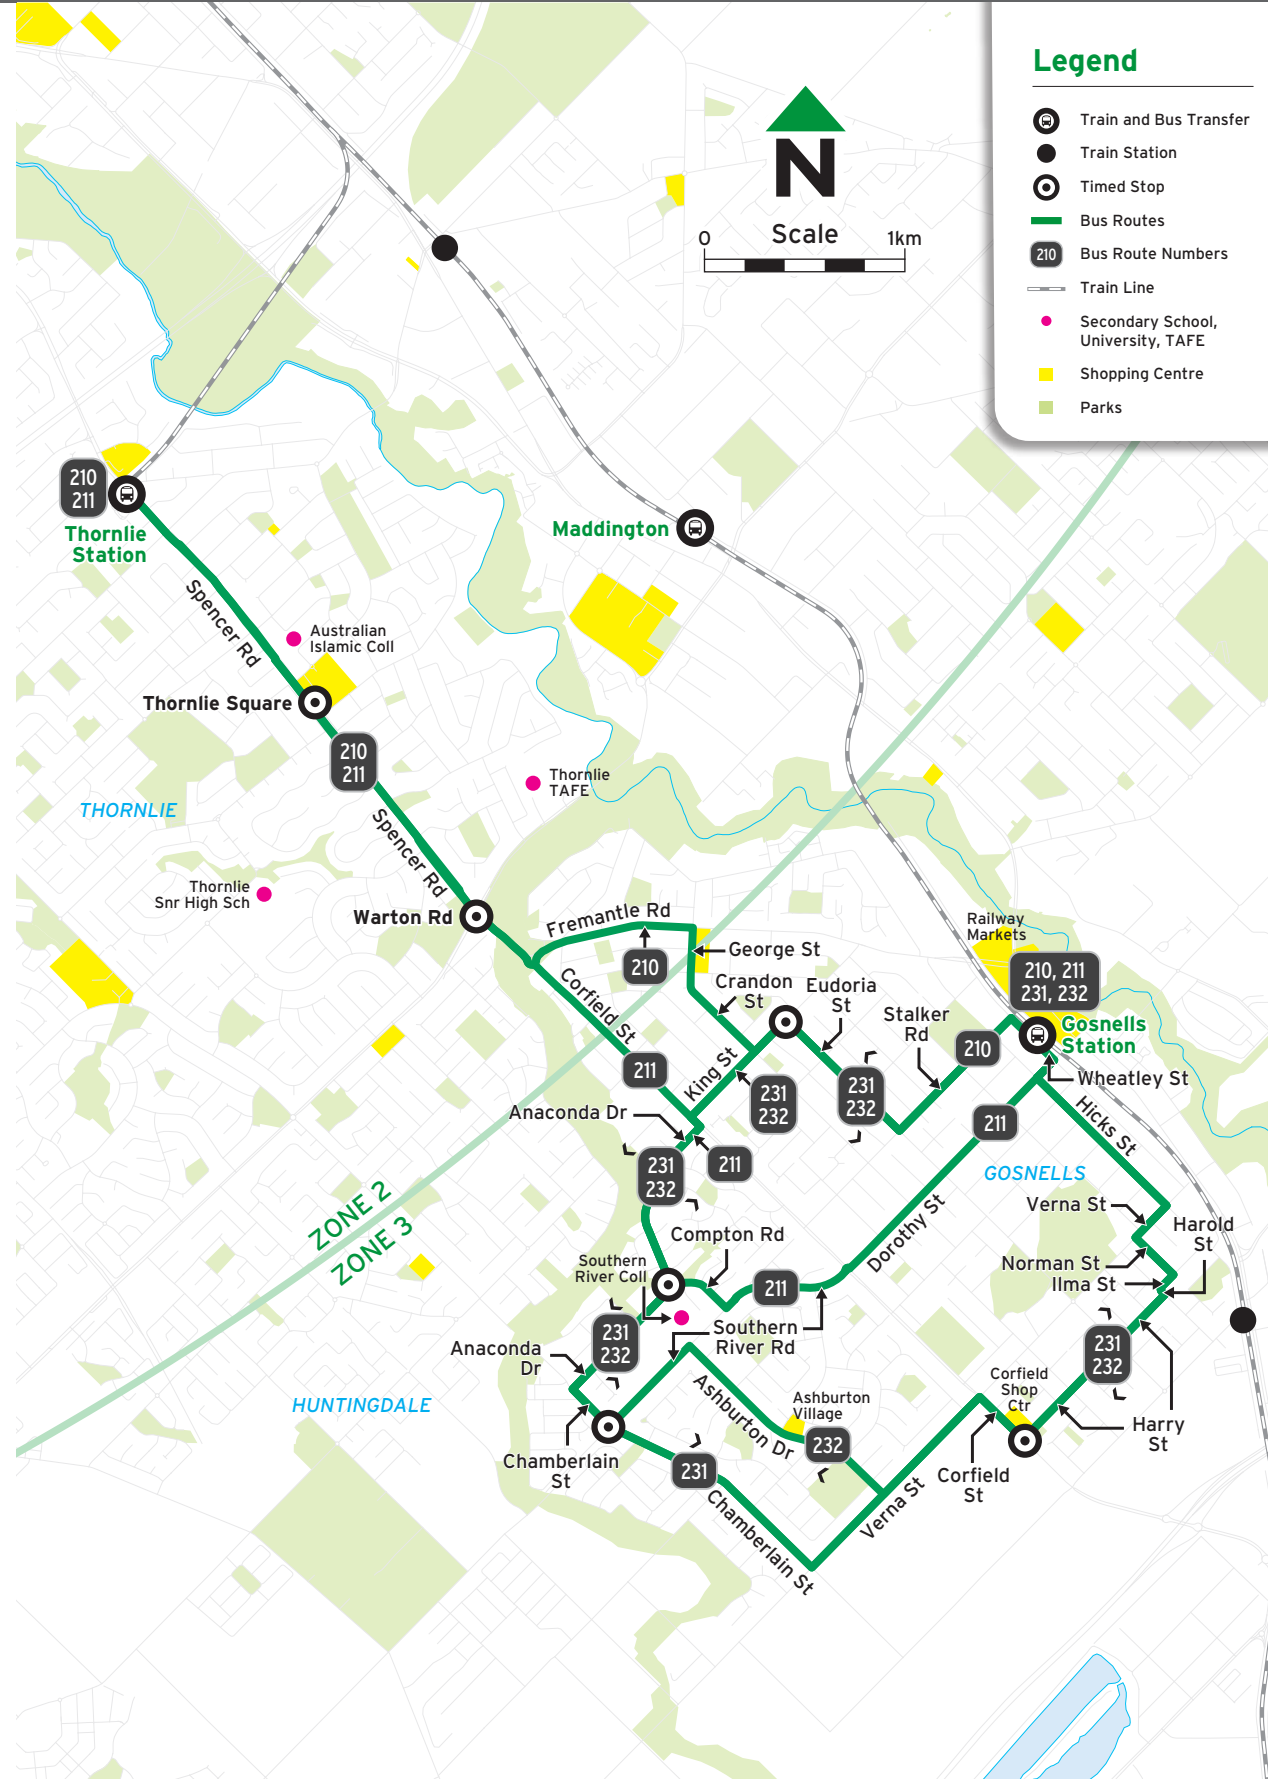 Legend
Train and Bus Transfer
Train Station
Timed Stop
Bus Routes
210
Bus Route Numbers
Train Line
Secondary School,
University, TAFE
Shopping Centre
Parks
N
Scale
0
1km
210
211
Thornlie
Station
Maddington
Spencer Rd
Australian
Islamic Coll
Thornlie Square
210
211
Thornlie
TAFE
THORNLIE
Spencer Rd
Thornlie
Snr High Sch
Warton Rd
Fremantle Rd
210
George St
Railway
Markets
210, 211
231, 232
Gosnells
Station
Crandon
St
Eudoria
St
Stalker
Rd
210
Corfield St
211
King St
231
232
231
232
Wheatley St
Hicks St
211
Anaconda Dr
211
231
232
GOSNELLS
Verna St
Harold
St
Norman St
Ilma St
ZONE 2
ZONE 3
Compton Rd
Dorothy St
Southern
River Coll
211
Southern
River Rd
231
232
231
232
Anaconda
Dr
HUNTINGDALE
Ashburton Dr
Ashburton
Village
232
Corfield
Shop
Ctr
Harry
St
Chamberlain
St
231
Corfield
St
Verna St
Chamberlain St